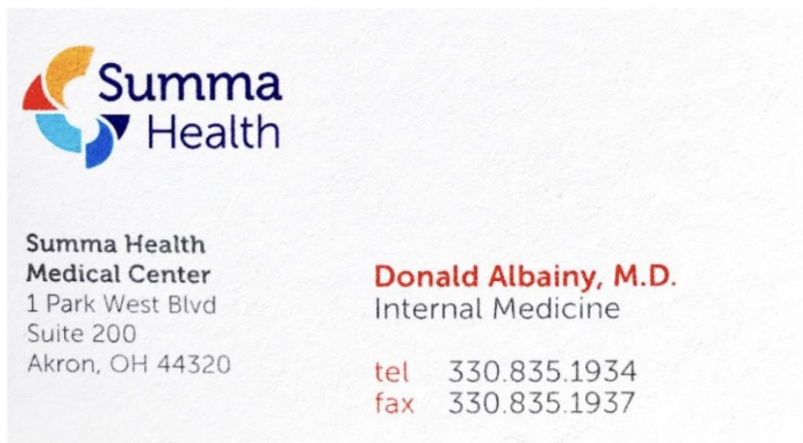 Summa
Health
Summa Health
Medical Center
1 Park West Blvd
Suite 200
Akron, OH 44320
Donald Albainy, M.D.
Internal Medicine
tel 330.835.1934
fax 330.835.1937